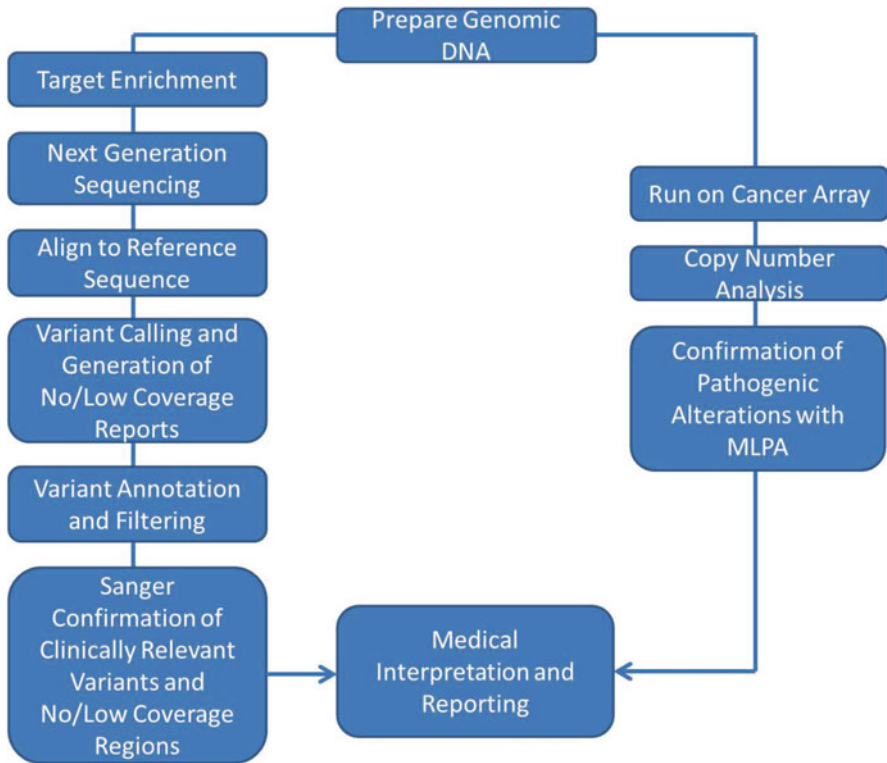 Prepare Genomic
DNA
Target Enrichment
Next Generation
Sequencing
Align to Reference
Sequence
Variant Calling and
Generation of
No/Low Coverage
Reports
Variant Annotation
and Filtering
Sanger
Confirmation of
Clinically Relevant
Variants and
No/Low Coverage
Regions
Run on Cancer Array
Copy Number
Analysis
Confirmation of
Pathogenic
Alterations with
MLPA
Medical
Interpretation and
Reporting